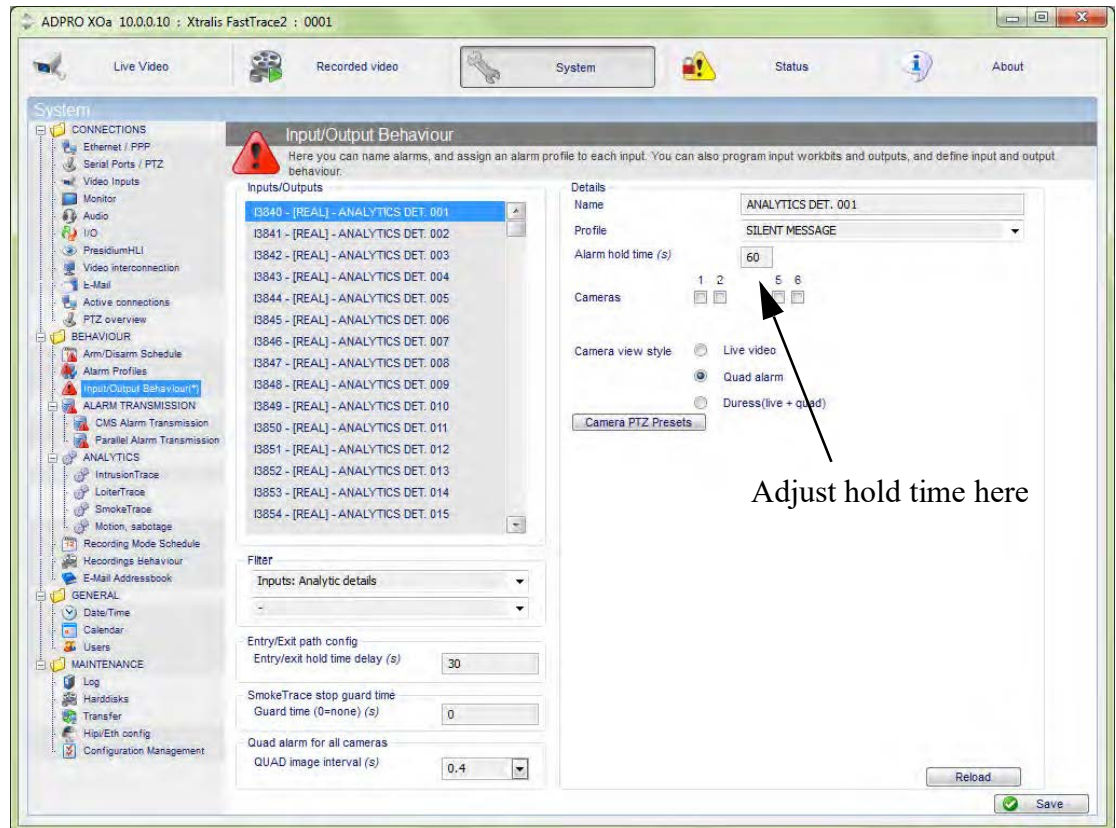 ADPRO XOa 10.0.0.10 : Xtralis FastTrace2 : 0001
Live Video
Recorded video
System
Status
About
System
CONNECTIONS
Ethernet / PPP
Serial Ports / PTZ
Video Inputs
Monitor
Audio
I/O
PresidiumHLI
Video interconnection
E-Mail
Active connections
PTZ overview
BEHAVIOUR
Arm/Disarm Schedule
Alarm Profiles
Input/Output Behaviour(*)
ALARM TRANSMISSION
CMS Alarm Transmission
Parallel Alarm Transmission
ANALYTICS
IntrusionTrace
LoiterTrace
SmokeTrace
Motion, sabotage
Recording Mode Schedule
Recordings Behaviour
E-Mail Addressbook
GENERAL
Date/Time
Calendar
Users
MAINTENANCE
Log
Harddisks
Transfer
Hipi/Eth config
Configuration Management
Input/Output Behaviour
Here you can name alarms, and assign an alarm profile to each input. You can also program input workbits and outputs, and define input and output
behaviour.
Inputs/Outputs
I3840 - [REAL] - ANALYTICS DET. 001
I3841 - [REAL] - ANALYTICS DET. 002
I3842 - [REAL] - ANALYTICS DET. 003
I3843 - [REAL] - ANALYTICS DET. 004
I3844 - [REAL] - ANALYTICS DET. 005
I3845 - [REAL] - ANALYTICS DET. 006
I3846 - [REAL] - ANALYTICS DET. 007
I3847 - [REAL] - ANALYTICS DET. 008
I3848 - [REAL] - ANALYTICS DET. 009
I3849 - [REAL] - ANALYTICS DET. 010
I3850 - [REAL] - ANALYTICS DET. 011
I3851 - [REAL] - ANALYTICS DET. 012
I3852 - [REAL] - ANALYTICS DET. 013
I3853 - [REAL] - ANALYTICS DET. 014
I3854 - [REAL] - ANALYTICS DET. 015
Filter
Inputs: Analytic details
-
Entry/Exit path config
Entry/exit hold time delay (s) 30
SmokeTrace stop guard time
Guard time (0=none) (s) 0
Quad alarm for all cameras
QUAD image interval (s) 0.4
Details
Name ANALYTICS DET. 001
Profile SILENT MESSAGE
Alarm hold time (s) 60
1 2 5 6
Cameras
Camera view style Live video
Quad alarm
Duress(live + quad)
Camera PTZ Presets
Adjust hold time here
Reload
Save